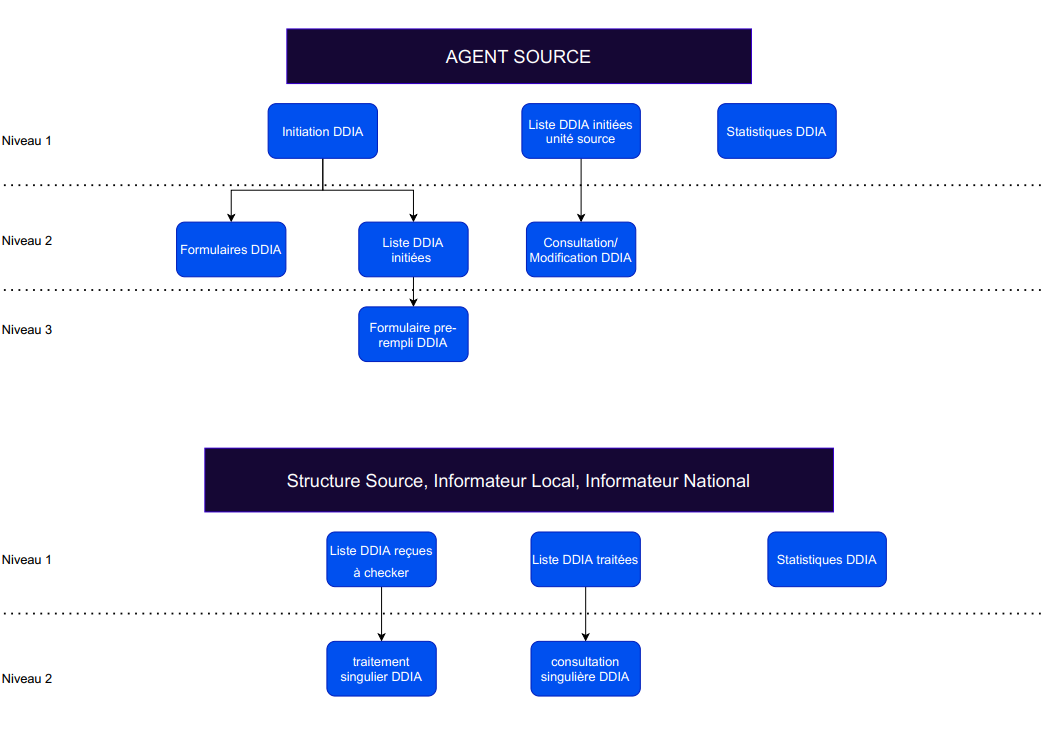 AGENT SOURCE
Niveau 1
Initiation DDIA
Liste DDIA initiées
unité source
Statistiques DDIA
Niveau 2
Formulaires DDIA
Liste DDIA
initiées
Consultation/
Modification DDIA
Niveau 3
Formulaire pre-
rempli DDIA
Structure Source, Informateur Local, Informateur National
Niveau 1
Liste DDIA reçues
à checker
Liste DDIA traitées
Statistiques DDIA
Niveau 2
traitement
singulier DDIA
consultation
singulière DDIA